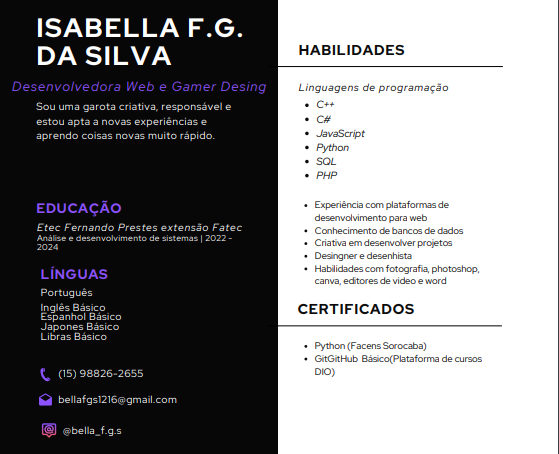 ISABELLA F.G.
DA SILVA
Desenvolvedora Web e Gamer Desing
Sou uma garota criativa, responsável e
estou apta a novas experiências e
aprendo coisas novas muito rápido.
EDUCAÇÃO
Etec Fernando Prestes extensão Fatec
Análise e desenvolvimento de sistemas | 2022 -
2024
LÍNGUAS
Português
Inglês Básico
Espanhol Básico
Japones Básico
Libras Básico
(15) 98826-2655
bellafgs1216@gmail.com
@bella_f.g.s
HABILIDADES
Linguagens de programação
• C++
• C#
• JavaScript
• Python
• SQL
• PHP
• Experiência com plataformas de
desenvolvimento para web
• Conhecimento de bancos de dados
• Criativa em desenvolver projetos
• Desingner e desenhista
• Habilidades com fotografia, photoshop,
canva, editores de video e word
CERTIFICADOS
• Python (Facens Sorocaba)
• GitGitHub Básico(Plataforma de cursos
DIO)